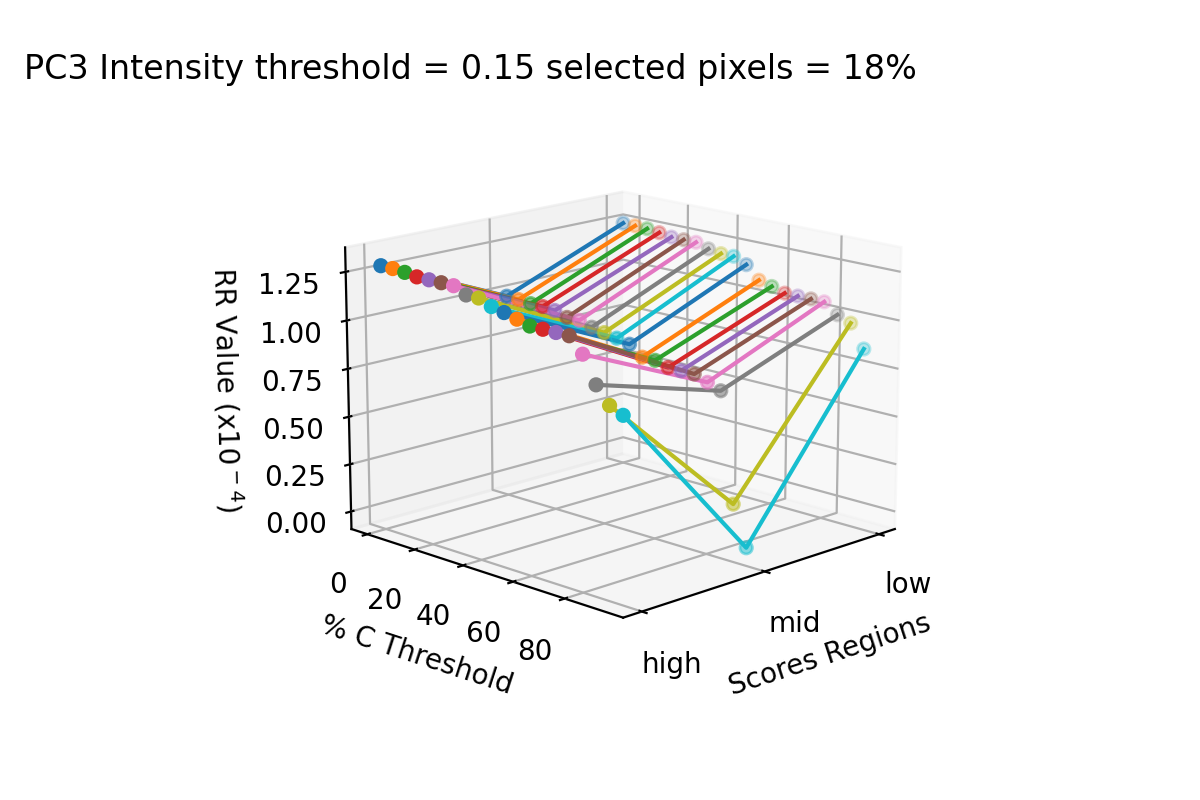 PC3 Intensity threshold = 0.15 selected pixels = 18%
RR Value (x10⁻⁴)
1.25
1.00
0.75
0.50
0.25
0.00
0
20
40
60
80
% C Threshold
high
mid
low
Scores Regions